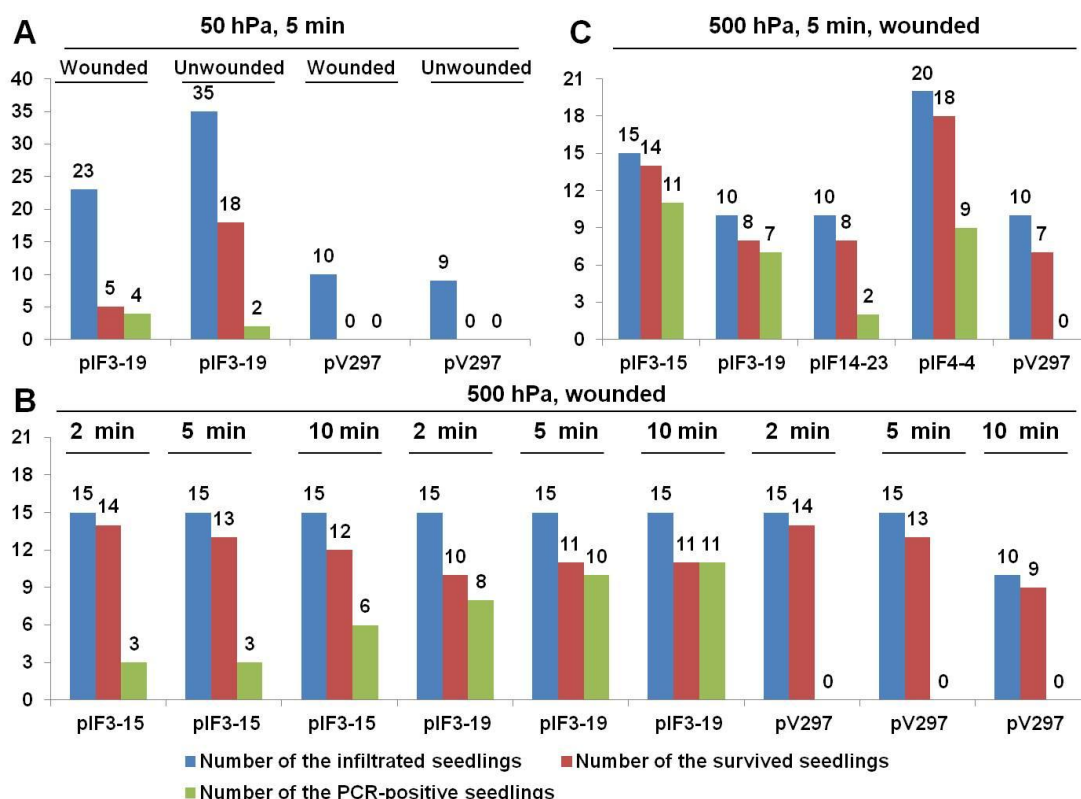 A
50 hPa, 5 min
Wounded Unwounded Wounded Unwounded
40
35
30
25
20
15
10
5
0
23 5 4
35 18 2
10 0 0
9 0 0
pIF3-19 pIF3-19 pV297 pV297
C
500 hPa, 5 min, wounded
21
18
15
12
9
6
3
0
15 14 11
10 8 7
10 8 2
20 18 9
10 7 0
pIF3-15 pIF3-19 pIF14-23 pIF4-4 pV297
B
500 hPa, wounded
2 min 5 min 10 min 2 min 5 min 10 min 2 min 5 min 10 min
21
18
15
12
9
6
3
0
15 14 3
15 13 3
15 12 6
15 10 8
15 11 10
15 11 11
15 14 0
15 13 0
10 9 0
pIF3-15 pIF3-15 pIF3-15 pIF3-19 pIF3-19 pIF3-19 pV297 pV297 pV297
Number of the infiltrated seedlings Number of the survived seedlings
Number of the PCR-positive seedlings